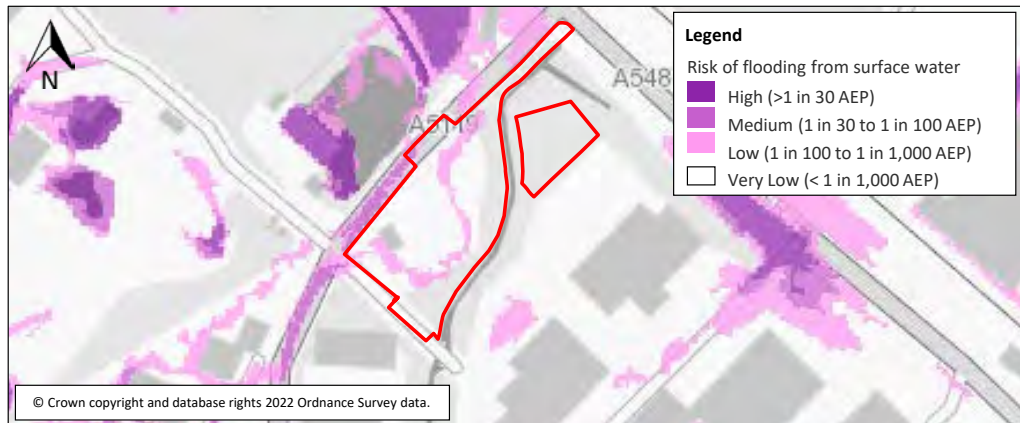 N
A5119
A548
Legend
Risk of flooding from surface water
High (>1 in 30 AEP)
Medium (1 in 30 to 1 in 100 AEP)
Low (1 in 100 to 1 in 1,000 AEP)
Very Low (< 1 in 1,000 AEP)
© Crown copyright and database rights 2022 Ordnance Survey data.